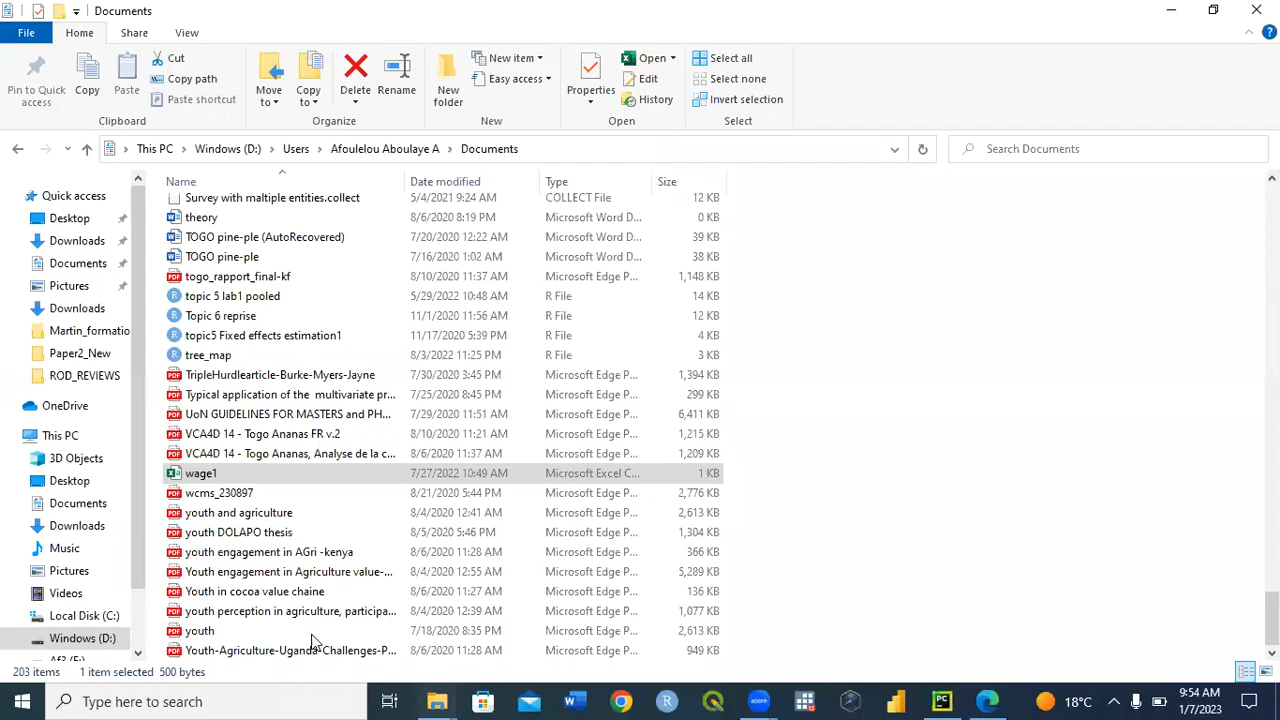 Documents
File Home Share View
Pin to Quick access
Copy
Paste
Cut
Copy path
Paste shortcut
Move to
Copy to
Delete
Rename
New folder
New item
Easy access
Properties
Open
Edit
History
Select all
Select none
Invert selection
Clipboard Organize New Open Select
This PC Windows (D:) Users Afoulelou Aboulaye A Documents
Search Documents
Quick access
Desktop
Downloads
Documents
Pictures
Downloads
Martin_formatio
Paper2_New
ROD_REVIEWS
OneDrive
This PC
3D Objects
Desktop
Documents
Downloads
Music
Pictures
Videos
Local Disk (C:)
Windows (D:)
Name Date modified Type Size
Survey with maltiple entities.collect 5/4/2021 9:24 AM COLLECT File 12 KB
theory 8/6/2020 8:19 PM Microsoft Word D... 0 KB
TOGO pine-ple (AutoRecovered) 7/20/2020 12:22 AM Microsoft Word D... 39 KB
TOGO pine-ple 7/16/2020 1:02 AM Microsoft Word D... 38 KB
togo_rapport_final-kf 8/10/2020 11:37 AM Microsoft Edge P... 1,148 KB
topic 5 lab1 pooled 5/29/2022 10:48 AM R File 14 KB
Topic 6 reprise 11/1/2020 11:56 AM R File 12 KB
topic5 Fixed effects estimation1 11/17/2020 5:39 PM R File 4 KB
tree_map 8/3/2022 11:25 PM R File 3 KB
TripleHurdlearticle-Burke-Myers-Jayne 7/30/2020 3:45 PM Microsoft Edge P... 1,394 KB
Typical application of the multivariate pr... 7/25/2020 8:45 PM Microsoft Edge P... 299 KB
UoN GUIDELINES FOR MASTERS and PH... 7/29/2020 11:51 AM Microsoft Edge P... 6,411 KB
VCA4D 14 - Togo Ananas FR v.2 8/10/2020 11:21 AM Microsoft Edge P... 1,215 KB
VCA4D 14 - Togo Ananas, Analyse de la c... 8/6/2020 11:37 AM Microsoft Edge P... 1,209 KB
wage1 7/27/2022 10:49 AM Microsoft Excel C... 1 KB
wcms_230897 8/21/2020 5:44 PM Microsoft Edge P... 2,776 KB
youth and agriculture 8/4/2020 12:41 AM Microsoft Edge P... 2,613 KB
youth DOLAPO thesis 8/5/2020 5:46 PM Microsoft Edge P... 1,304 KB
youth engagement in AGri -kenya 8/6/2020 11:28 AM Microsoft Edge P... 366 KB
Youth engagement in Agriculture value-... 8/4/2020 12:55 AM Microsoft Edge P... 5,289 KB
Youth in cocoa value chaine 8/6/2020 11:27 AM Microsoft Edge P... 136 KB
youth perception in agriculture, participa... 8/4/2020 12:39 AM Microsoft Edge P... 1,077 KB
youth 7/18/2020 8:35 PM Microsoft Edge P... 2,613 KB
Youth-Agriculture-Uganda-Challenges-P... 8/6/2020 11:28 AM Microsoft Edge P... 949 KB
203 items 1 item selected 500 bytes
Type here to search
18°C
9:54 AM
1/7/2023